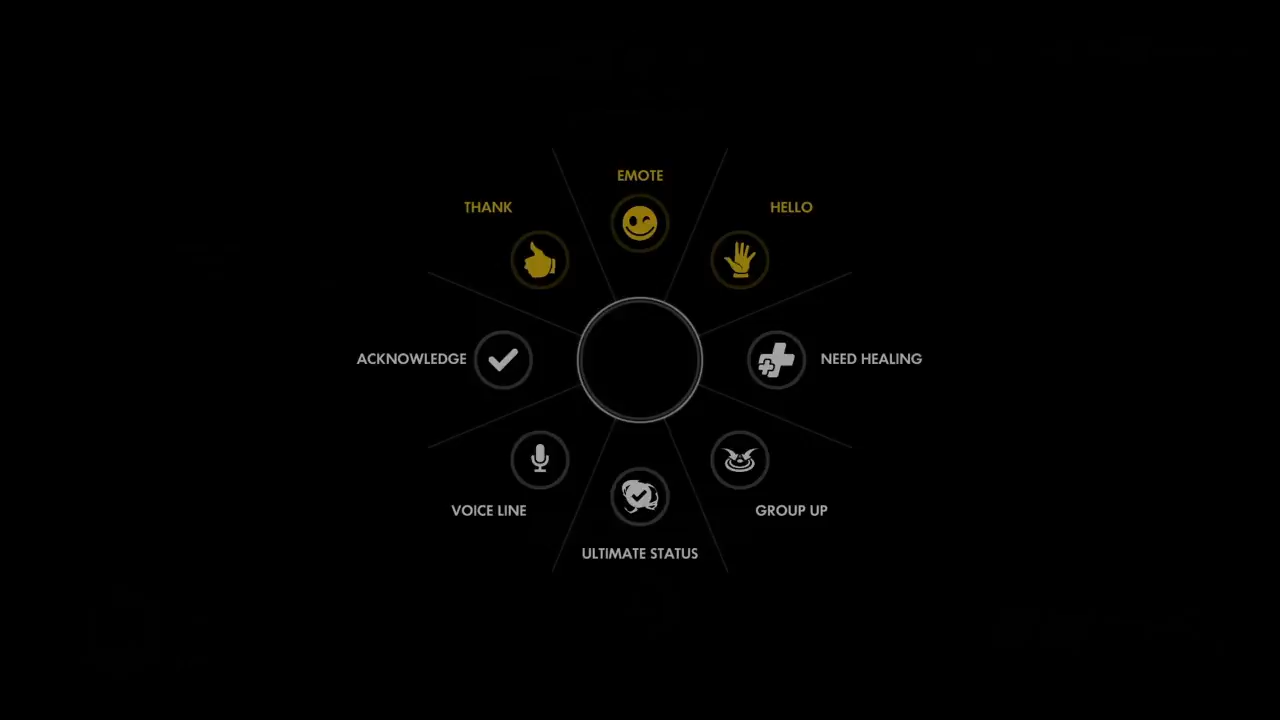 EMOTE
THANK
HELLO
ACKNOWLEDGE
NEED HEALING
VOICE LINE
GROUP UP
ULTIMATE STATUS